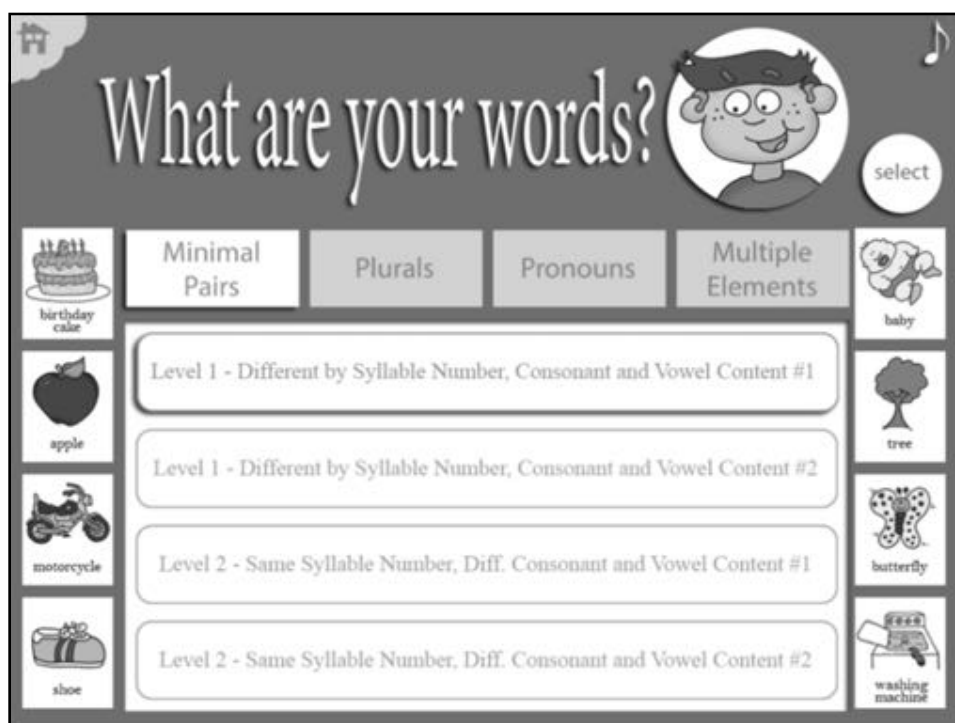 What are your words?
select
Minimal
Pairs
Plurals
Pronouns
Multiple
Elements
birthday
cake
apple
motorcycle
shoe
Level 1 - Different by Syllable Number, Consonant and Vowel Content #1
Level 1 - Different by Syllable Number, Consonant and Vowel Content #2
Level 2 - Same Syllable Number, Diff. Consonant and Vowel Content #1
Level 2 - Same Syllable Number, Diff. Consonant and Vowel Content #2
baby
tree
butterfly
washing
machine